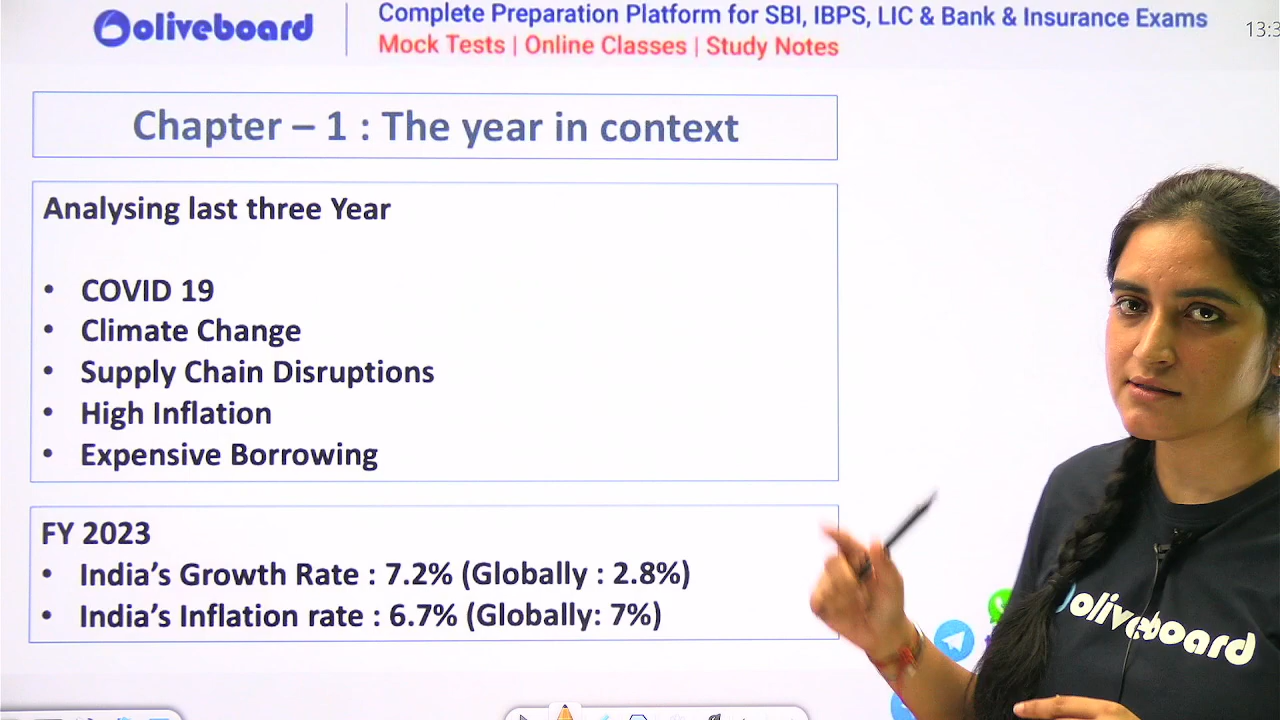 oliveboard
Complete Preparation Platform for SBI, IBPS, LIC & Bank & Insurance Exams
Mock Tests | Online Classes | Study Notes
13:3
Chapter – 1 : The year in context
Analysing last three Year
• COVID 19
• Climate Change
• Supply Chain Disruptions
• High Inflation
• Expensive Borrowing
FY 2023
• India's Growth Rate : 7.2% (Globally : 2.8%)
• India's Inflation rate : 6.7% (Globally: 7%)
oliveboard